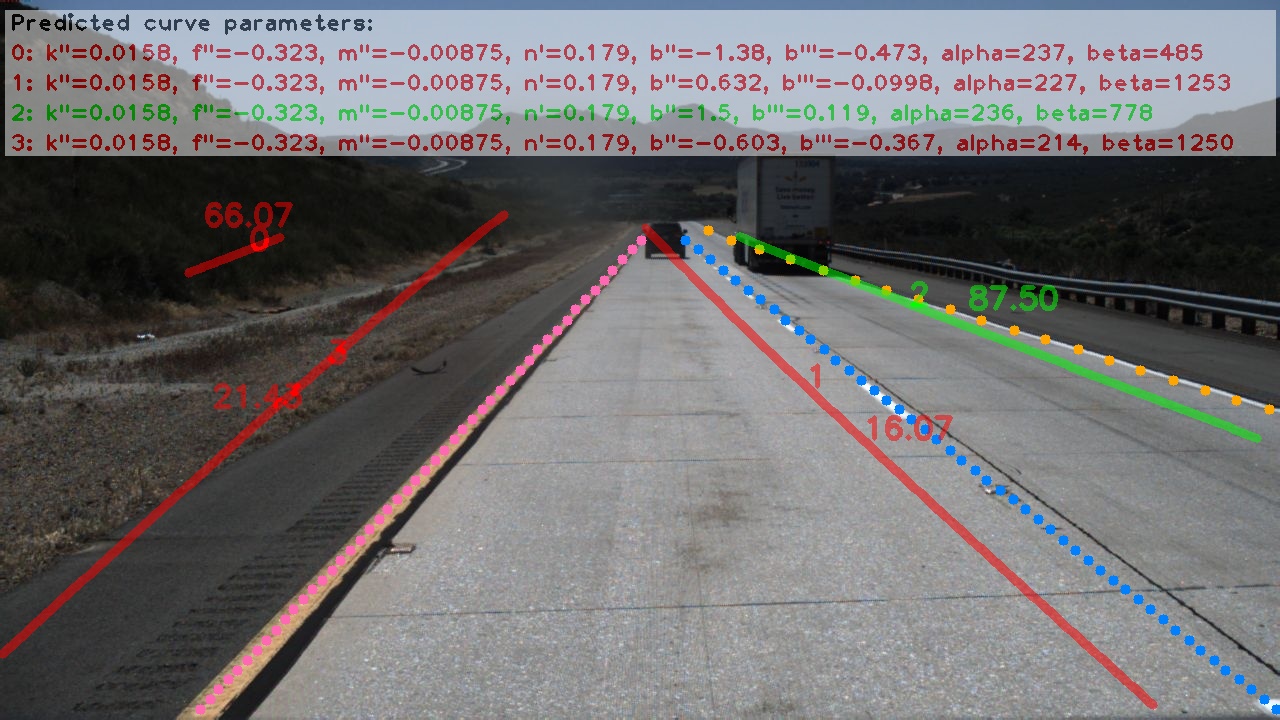 Predicted curve parameters:
0: k''=0.0158, f''=-0.323, m''=-0.00875, n'=0.179, b''=-1.38, b'''=-0.473, alpha=237, beta=485
1: k''=0.0158, f''=-0.323, m''=-0.00875, n'=0.179, b''=0.632, b'''=-0.0998, alpha=227, beta=1253
2: k''=0.0158, f''=-0.323, m''=-0.00875, n'=0.179, b''=1.5, b'''=0.119, alpha=236, beta=778
3: k''=0.0158, f''=-0.323, m''=-0.00875, n'=0.179, b''=-0.603, b'''=-0.367, alpha=214, beta=1250
Save money.
Live better.
66.07
0
2 87.50
3
1
21.43
16.07